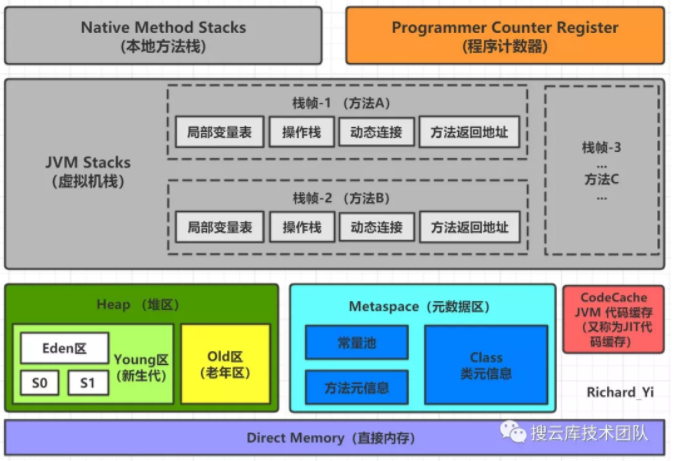 Native Method Stacks
(本地方法栈)
Programmer Counter Register
(程序计数器)
JVM Stacks
(虚拟机栈)
栈帧-1 (方法A)
局部变量表
操作栈
动态连接
方法返回地址
栈帧-2 (方法B)
局部变量表
操作栈
动态连接
方法返回地址
栈帧-3
...
方法C
...
Heap (堆区)
Eden区
S0
S1
Young区
(新生代)
Old区
(老年区)
Metaspace (元数据区)
常量池
方法元信息
Class
类元信息
CodeCache
JVM 代码缓存
(又称为JIT代
码缓存)
Richard_Yi
Direct Memory (直接内存)
搜云库技术团队